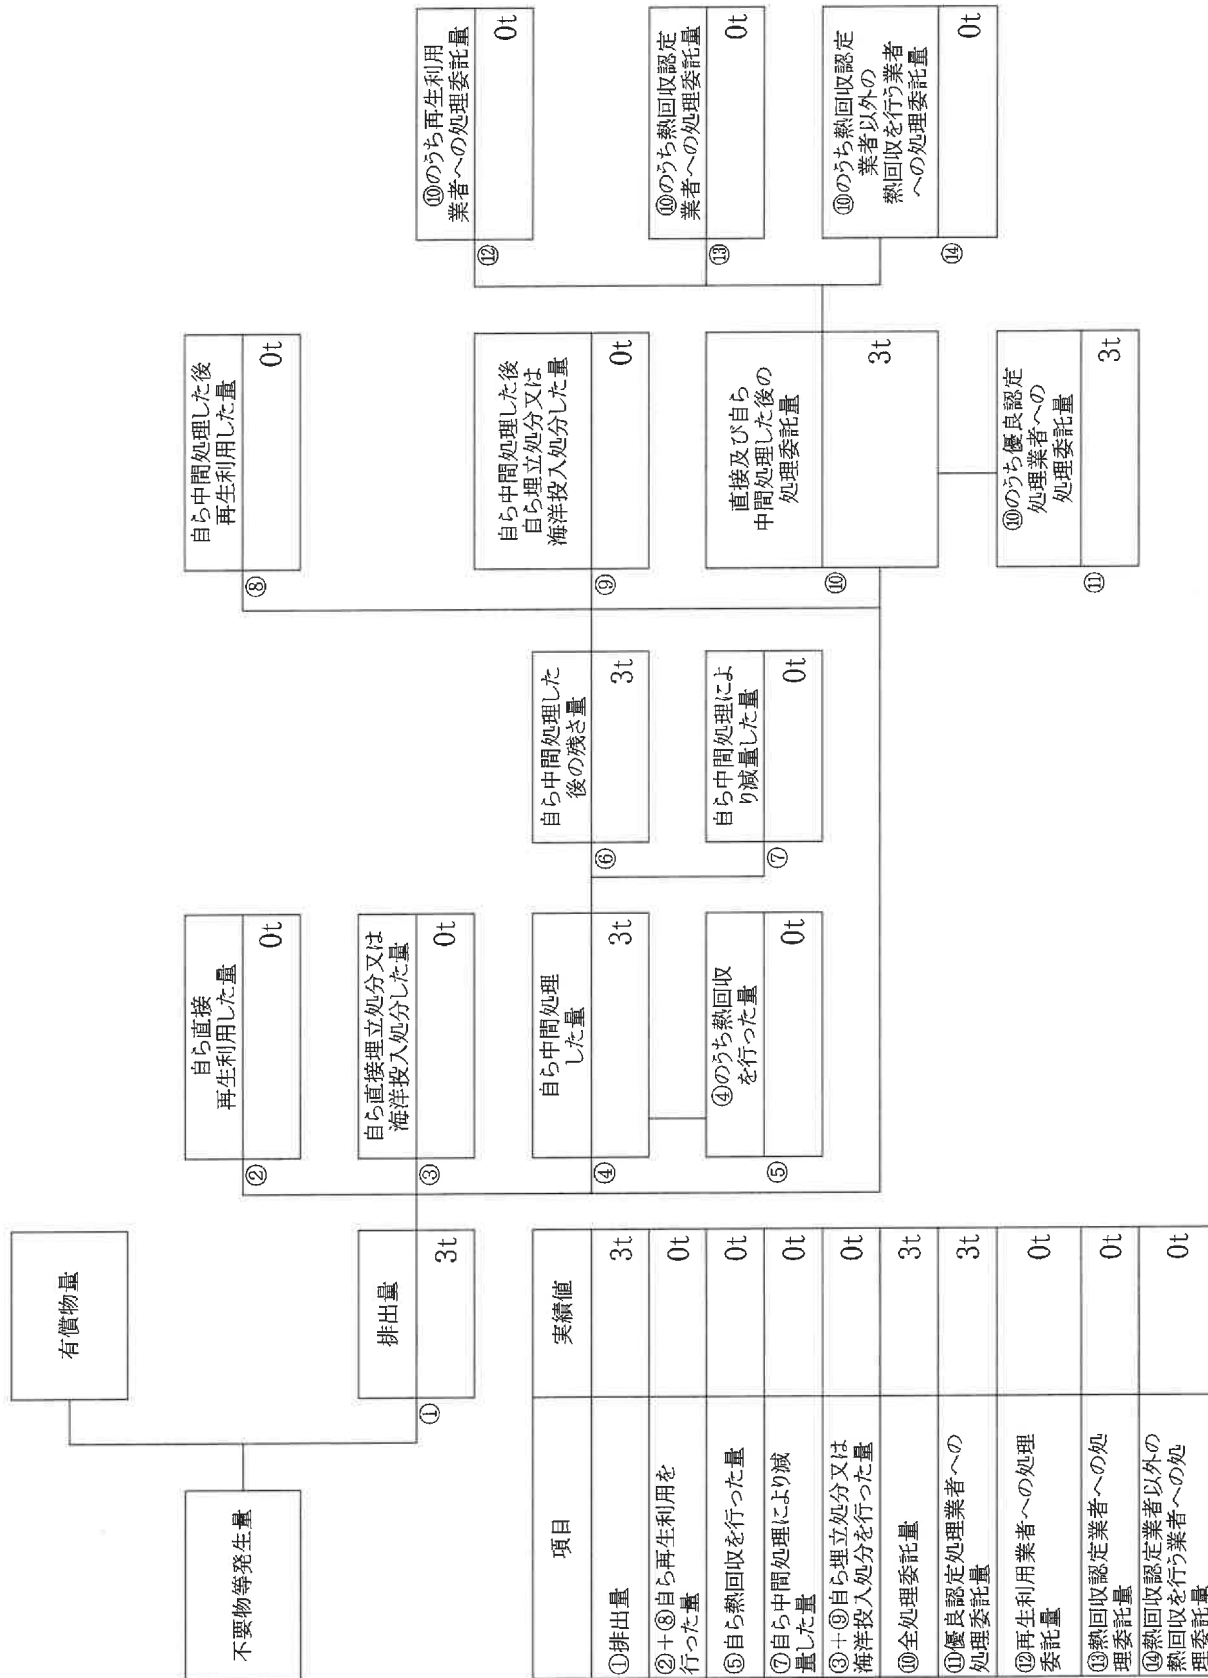 不要物等発生量
有償物量
排出量
①
3t
自ら直接
再生利用した量
②
0t
自ら直接埋立処分又は
海洋投入処分した量
③
0t
自ら中間処理
した量
④
3t
④のうち熱回収
を行った量
⑤
0t
自ら中間処理した
後の残さ量
⑥
3t
自ら中間処理によ
り減量した量
⑦
0t
自ら中間処理した後
再生利用した量
⑧
0t
自ら中間処理した後
自ら埋立処分又は
海洋投入処分した量
⑨
0t
直接及び自ら
中間処理した後の
処理委託量
⑩
3t
⑩のうち優良認定
処理業者への
処理委託量
⑪
3t
⑩のうち再生利用
業者への処理委託量
⑫
0t
⑩のうち熱回収認定
業者への処理委託量
⑬
0t
⑩のうち熱回収認定
業者以外の
熱回収を行う業者
への処理委託量
⑭
0t
項目
実績値
①排出量
3t
②+⑧自ら再生利用を
行った量
0t
⑤自ら熱回収を行った量
0t
⑦自ら中間処理により減
量した量
0t
③+⑨自ら埋立処分又は
海洋投入処分を行った量
0t
⑩全処理委託量
3t
⑪優良認定処理業者への
処理委託量
3t
⑫再生利用業者への処理
委託量
0t
⑬熱回収認定業者への処
理委託量
0t
⑭熱回収認定業者以外の
熱回収を行う業者への処
理委託量
0t